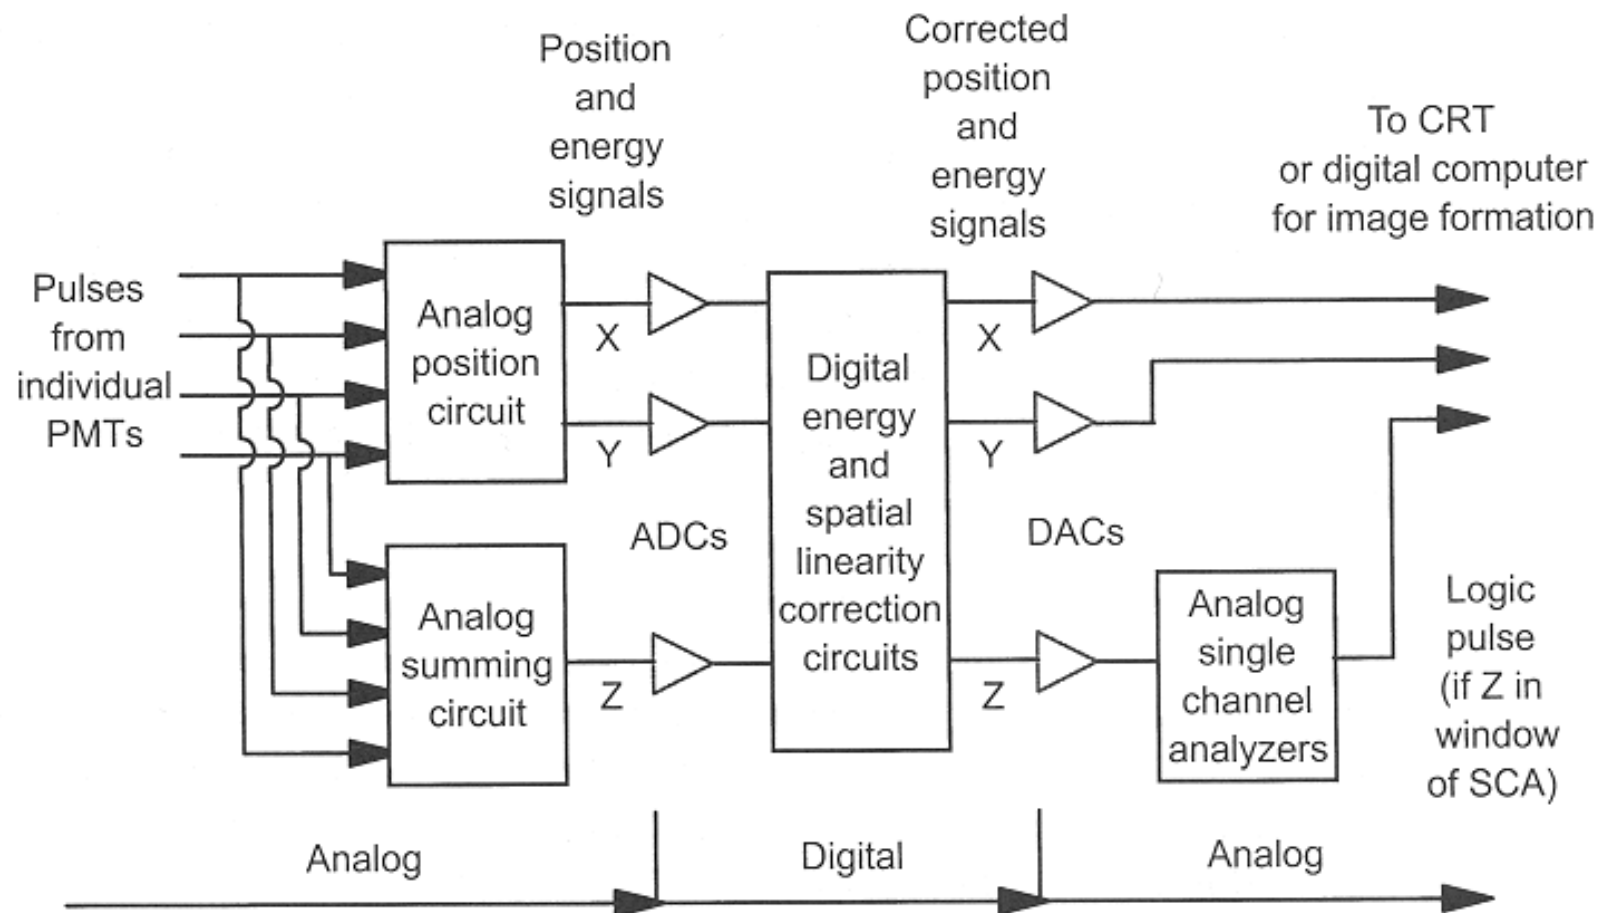 Position
and
energy
signals
Corrected
position
and
energy
signals
To CRT
or digital computer
for image formation
Pulses
from
individual
PMTs
Analog
position
circuit
X
Y
Digital
energy
and
spatial
linearity
correction
circuits
X
Y
ADCs
DACs
Analog
summing
circuit
Z
Z
Analog
single
channel
analyzers
Logic
pulse
(if Z in
window
of SCA)
Analog
Digital
Analog